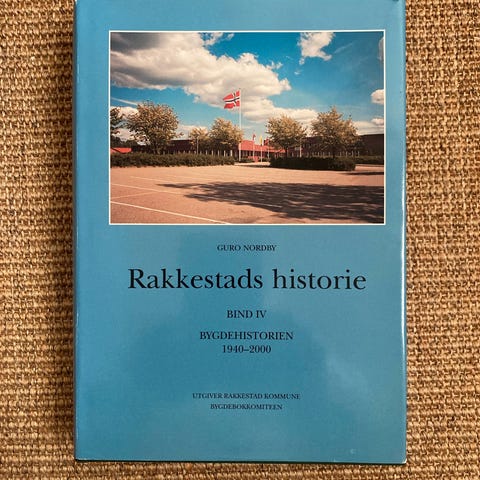 GURO NORDBY
Rakkestads historie
BIND IV
BYGDEHISTORIEN
1940–2000
UTGIVER RAKKESTAD KOMMUNE
BYGDEBOKKOMITEEN